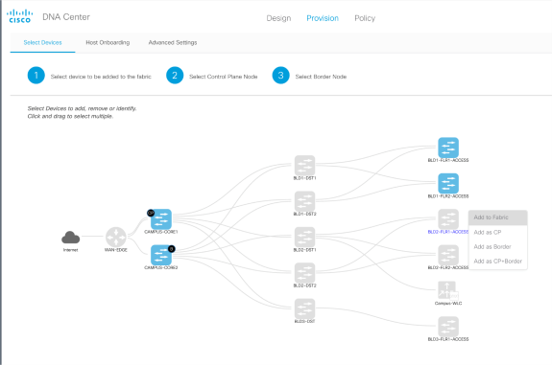 CISCO DNA Center
Design Provision Policy
Select Devices Host Onboarding Advanced Settings
1 Select device to be added to the fabric 2 Select Control Plane Node 3 Select Border Node
Select Devices to add, remove or identify.
Click and drag to select multiple.
BLD1-FLR1-ACCESS
BLD1-DST1
BLD1-FLR2-ACCESS
BLD1-DST2
CP
CAMPUS-CORE1
BLD2-FLR1-ACCESS
Add to Fabric
Add as CP
Add as Border
Add as CP+Border
Internet
MAIN-EDGE
BLD2-DST1
B
CAMPUS-CORE2
BLD2-FLR2-ACCESS
BLD2-DST2
Campus-WLC
BLD3-DST
BLD3-FLR1-ACCESS